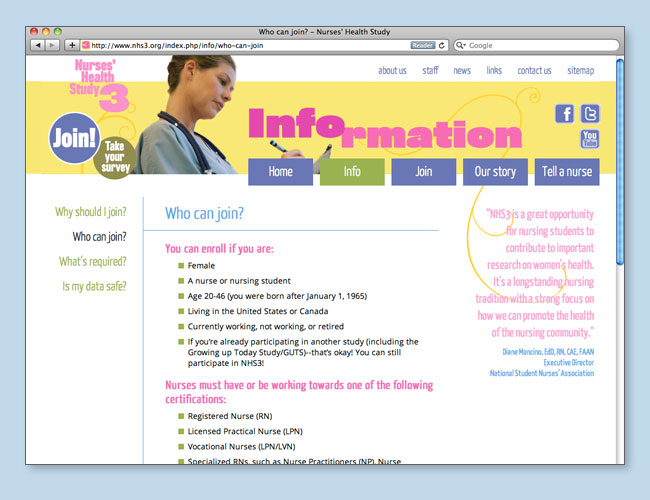 Who can join? – Nurses' Health Study
http://www.nhs3.org/index.php/info/who-can-join
Reader
Google
Nurses'
Health
Study 3
about us
staff
news
links
contact us
sitemap
Join!
Take
your
survey
Information
You
Tube
Home
Info
Join
Our story
Tell a nurse
Why should I join?
Who can join?
What's required?
Is my data safe?
Who can join?
You can enroll if you are:
Female
A nurse or nursing student
Age 20-46 (you were born after January 1, 1965)
Living in the United States or Canada
Currently working, not working, or retired
If you're already participating in another study (including the
Growing up Today Study/GUTS)--that's okay! You can still
participate in NHS3!
Nurses must have or be working towards one of the following
certifications:
Registered Nurse (RN)
Licensed Practical Nurse (LPN)
Vocational Nurses (LPN/LVN)
Specialized RNs, such as Nurse Practitioners (NP), Nurse
"NHS3 is a great opportunity
for nursing students to
contribute to important
research on women's health.
It's a longstanding nursing
tradition with a strong focus on
how we can promote the health
of the nursing community."
Diane Mancino, EdD, RN, CAE, FAAN
Executive Director
National Student Nurses' Association